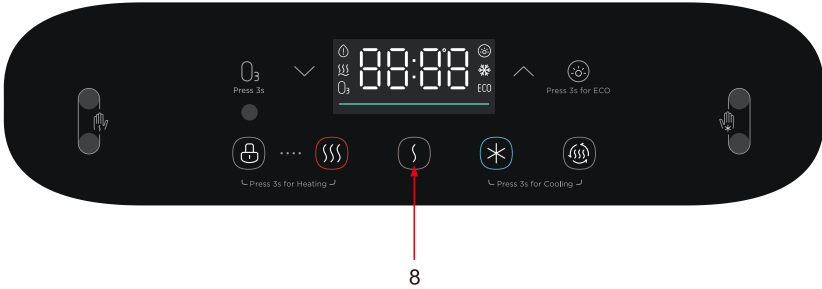 88:88
O₃
ECO
O₃
Press 3s
Press 3s for ECO
Press 3s for Heating
Press 3s for Cooling
8